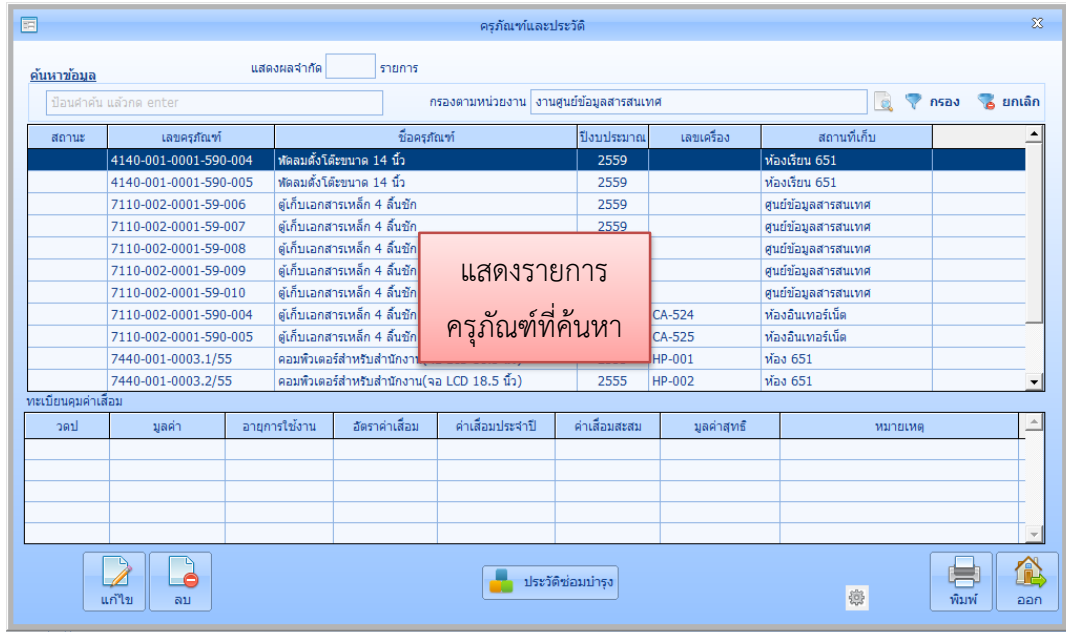 ครุภัณฑ์และประวัติ
แสดงผลจำกัด รายการ
ค้นหาข้อมูล
ป้อนคำค้น แล้วกด enter กรองตามหน่วยงาน งานศูนย์ข้อมูลสารสนเทศ กรอง ยกเลิก
สถานะ เลขครุภัณฑ์ ชื่อครุภัณฑ์ ปีงบประมาณ เลขเครื่อง สถานที่เก็บ
4140-001-0001-590-004 พัดลมตั้งโต๊ะขนาด 14 นิ้ว 2559 ห้องเรียน 651
4140-001-0001-590-005 พัดลมตั้งโต๊ะขนาด 14 นิ้ว 2559 ห้องเรียน 651
7110-002-0001-59-006 ตู้เก็บเอกสารเหล็ก 4 ลิ้นชัก 2559 ศูนย์ข้อมูลสารสนเทศ
7110-002-0001-59-007 ตู้เก็บเอกสารเหล็ก 4 ลิ้นชัก 2559 ศูนย์ข้อมูลสารสนเทศ
7110-002-0001-59-008 ตู้เก็บเอกสารเหล็ก 4 ลิ้นชัก ศูนย์ข้อมูลสารสนเทศ
7110-002-0001-59-009 ตู้เก็บเอกสารเหล็ก 4 ลิ้นชัก ศูนย์ข้อมูลสารสนเทศ
7110-002-0001-59-010 ตู้เก็บเอกสารเหล็ก 4 ลิ้นชัก ศูนย์ข้อมูลสารสนเทศ
7110-002-0001-590-004 ตู้เก็บเอกสารเหล็ก 4 ลิ้นชัก CA-524 ห้องอินเทอร์เน็ต
7110-002-0001-590-005 ตู้เก็บเอกสารเหล็ก 4 ลิ้นชัก CA-525 ห้องอินเทอร์เน็ต
7440-001-0003.1/55 คอมพิวเตอร์สำหรับสำนักงาน HP-001 ห้อง 651
7440-001-0003.2/55 คอมพิวเตอร์สำหรับสำนักงาน(จอ LCD 18.5 นิ้ว) 2555 HP-002 ห้อง 651
แสดงรายการ
ครุภัณฑ์ที่ค้นหา
ทะเบียนคุมค่าเสื่อม
วดป มูลค่า อายุการใช้งาน อัตราค่าเสื่อม ค่าเสื่อมประจำปี ค่าเสื่อมสะสม มูลค่าสุทธิ หมายเหตุ
แก้ไข ลบ ประวัติซ่อมบำรุง พิมพ์ ออก